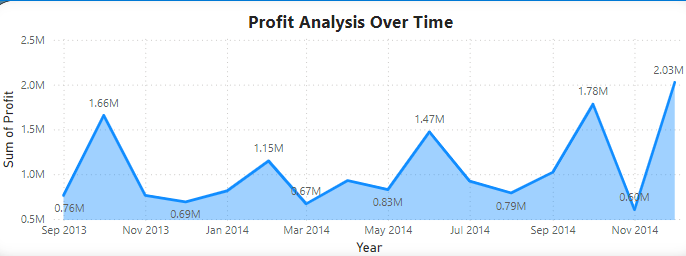 Profit Analysis Over Time
2.5M
2.0M
1.5M
1.0M
0.5M
Sum of Profit
0.76M
1.66M
0.69M
1.15M
0.67M
0.83M
1.47M
0.79M
1.78M
0.60M
2.03M
Sep 2013
Nov 2013
Jan 2014
Mar 2014
May 2014
Jul 2014
Sep 2014
Nov 2014
Year